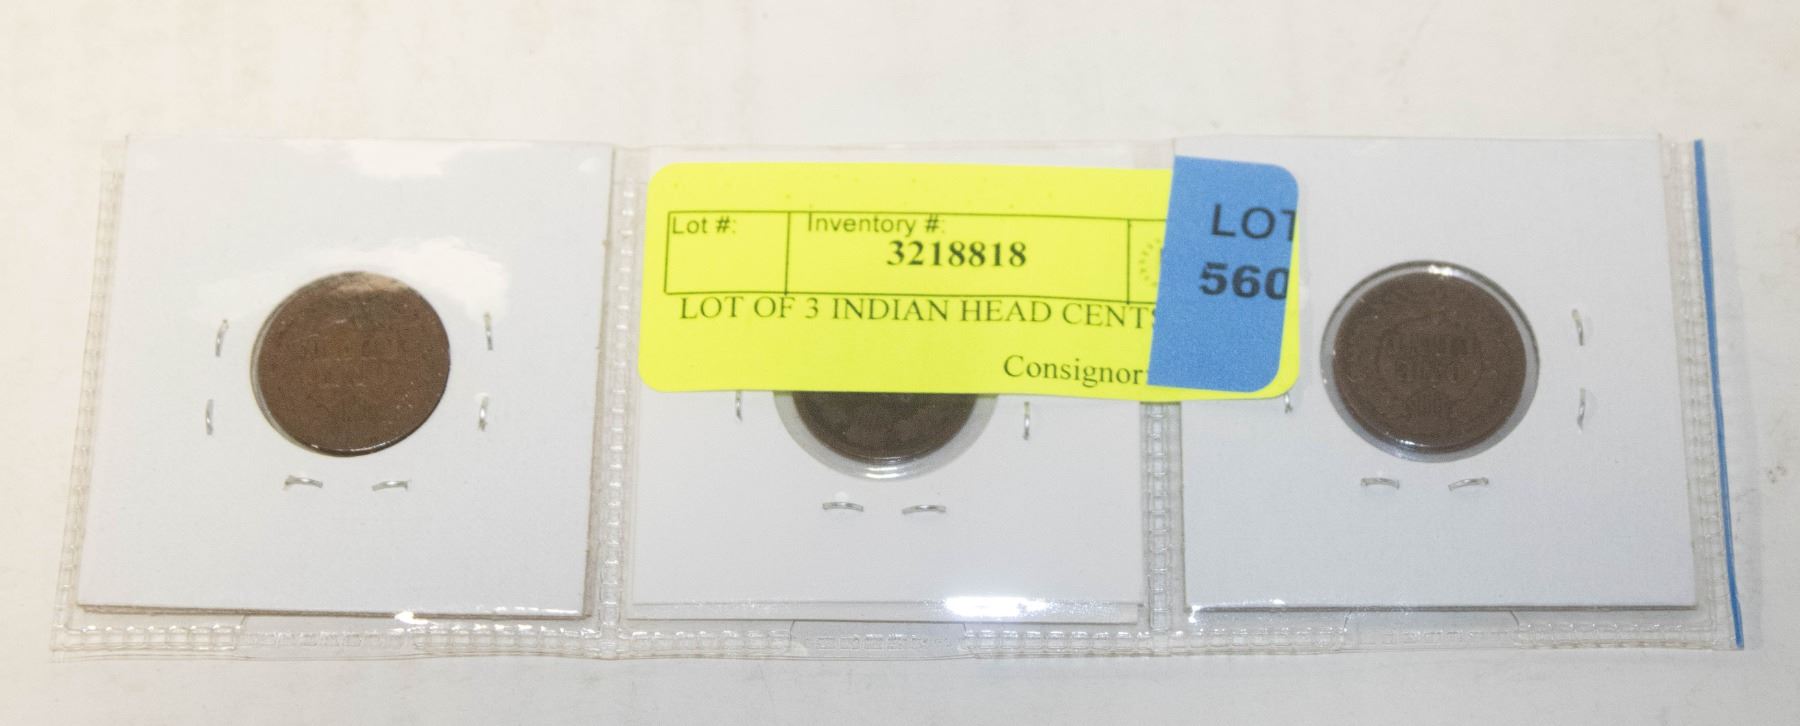 Lot #:
Inventory #:
3218818
LOT OF 3 INDIAN HEAD CENTS
Consignor:
LOT
560